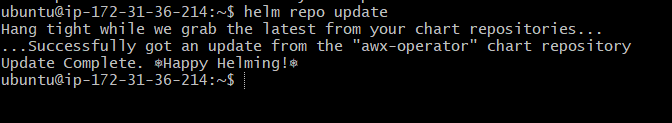 ubuntu@ip-172-31-36-214:~$ helm repo update
Hang tight while we grab the latest from your chart repositories...
...Successfully got an update from the "awx-operator" chart repository
Update Complete. ⎈Happy Helming!⎈
ubuntu@ip-172-31-36-214:~$